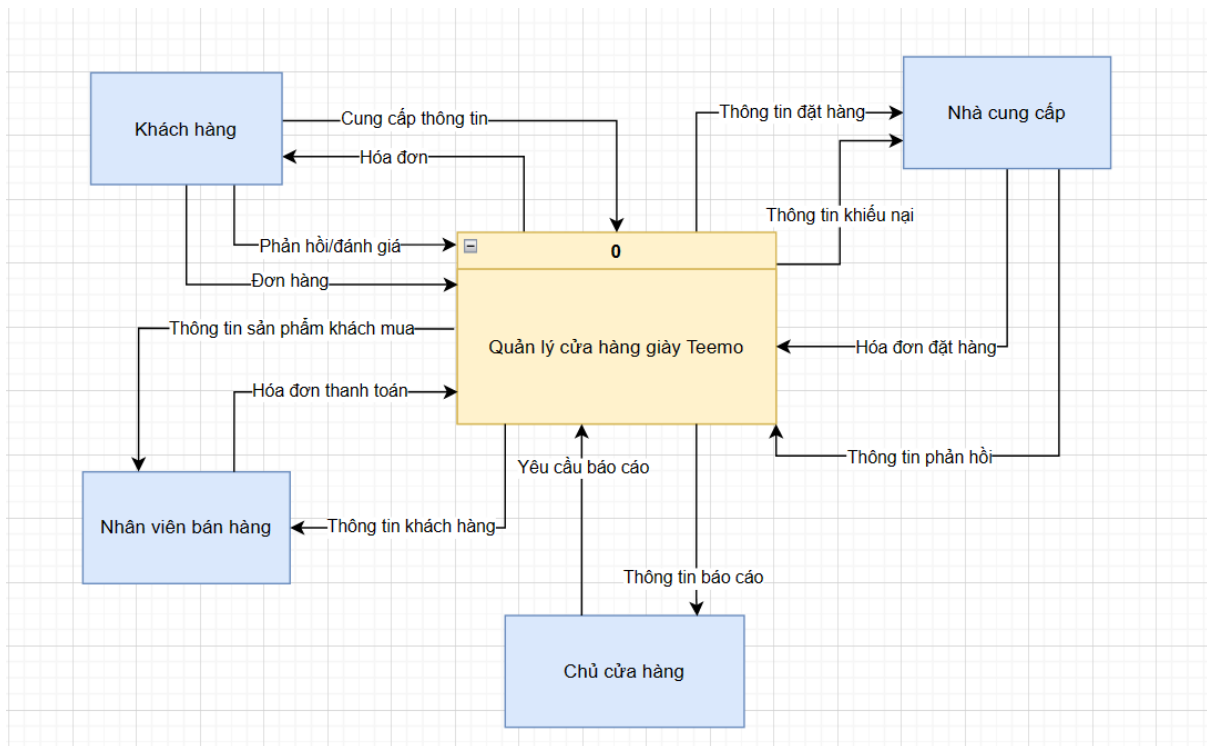 Khách hàng
Cung cấp thông tin
Hóa đơn
Thông tin đặt hàng
Nhà cung cấp
Thông tin khiếu nại
Phản hồi/đánh giá
Đơn hàng
0
Quản lý cửa hàng giày Teemo
Thông tin sản phẩm khách mua
Hóa đơn đặt hàng
Hóa đơn thanh toán
Yêu cầu báo cáo
Thông tin phản hồi
Nhân viên bán hàng
Thông tin khách hàng
Thông tin báo cáo
Chủ cửa hàng